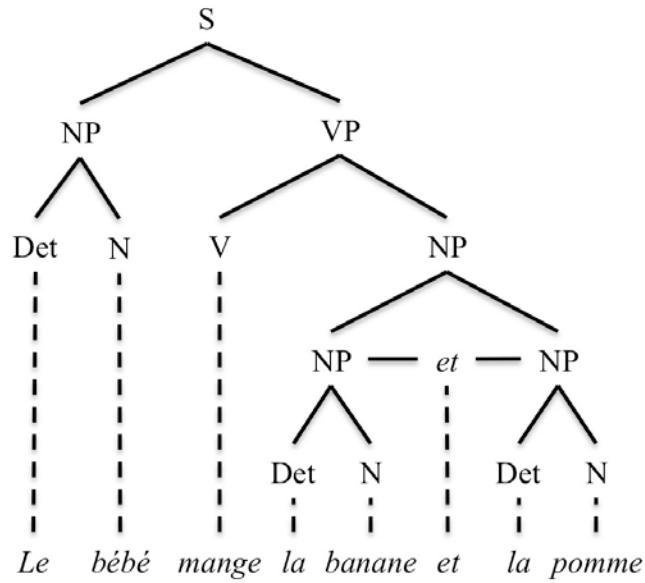 S
NP VP
Det N V NP
NP et NP
Det N Det N
Le bébé mange la banane et la pomme